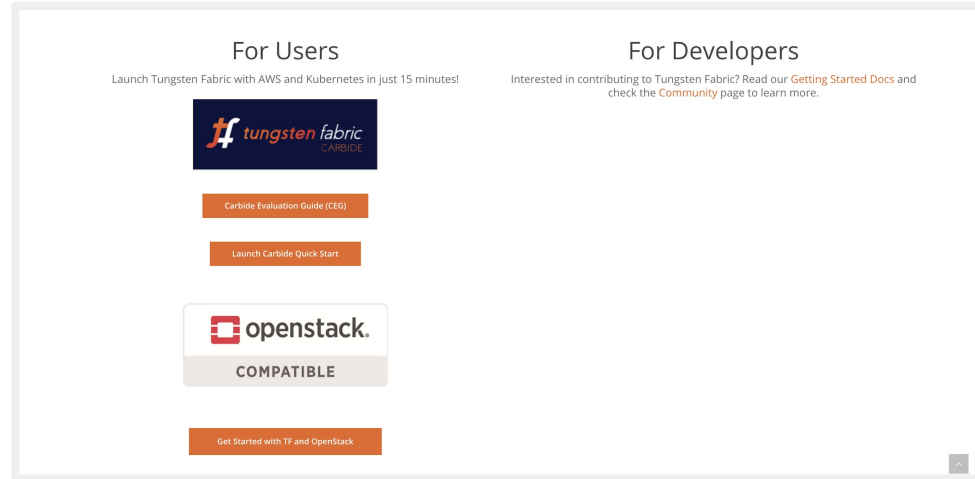 For Users
Launch Tungsten Fabric with AWS and Kubernetes in just 15 minutes!
tungsten fabric
CARBIDE
Carbide Evaluation Guide (CEG)
Launch Carbide Quick Start
openstack.
COMPATIBLE
Get Started with TF and OpenStack
For Developers
Interested in contributing to Tungsten Fabric? Read our Getting Started Docs and
check the Community page to learn more.